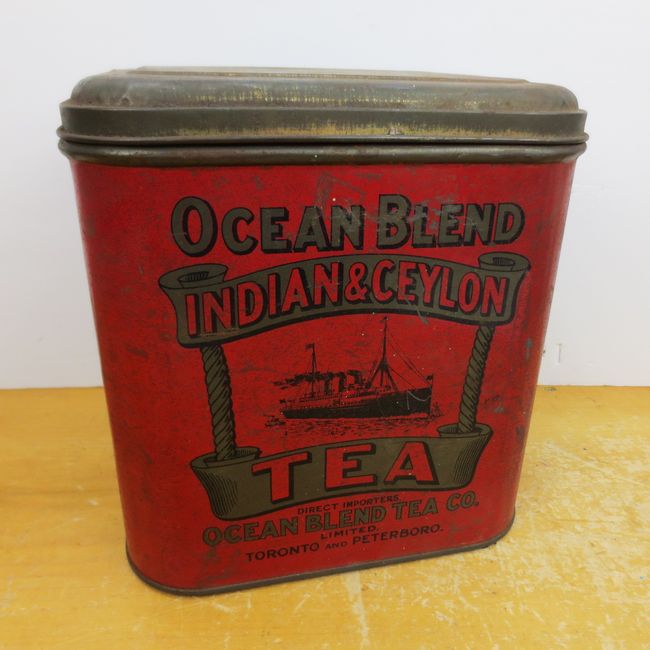 OCEAN BLEND
INDIAN & CEYLON
TEA
DIRECT IMPORTERS.
OCEAN BLEND TEA CO.
LIMITED.
TORONTO AND PETERBORO.